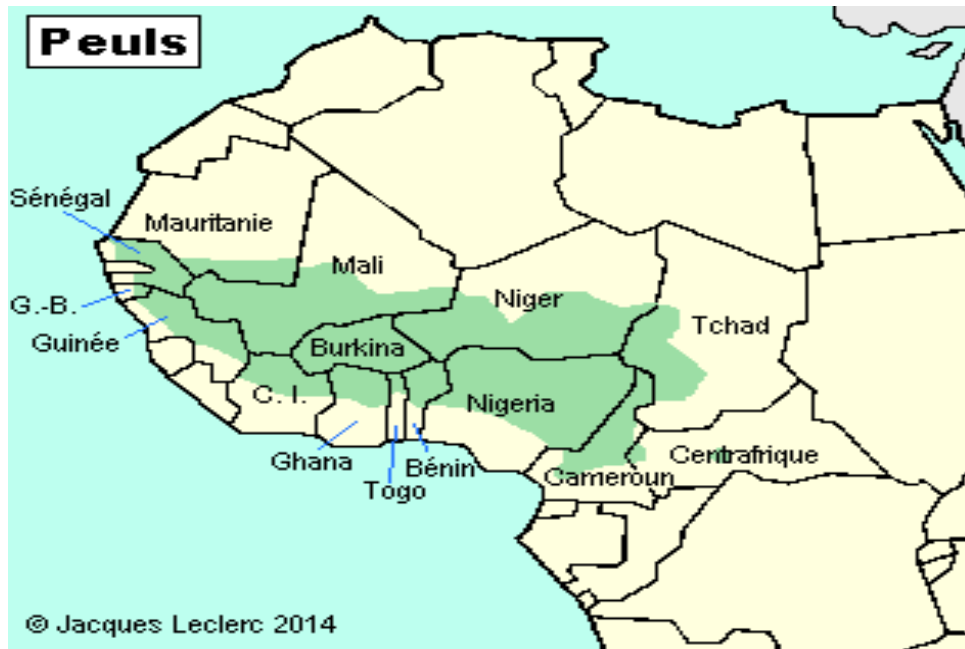 Peuls
Sénégal
Mauritanie
Mali
Niger
Tchad
G.-B.
Guinée
Burkina
C. I.
Nigeria
Ghana
Togo
Bénin
Cameroun
Centrafrique
© Jacques Leclerc 2014